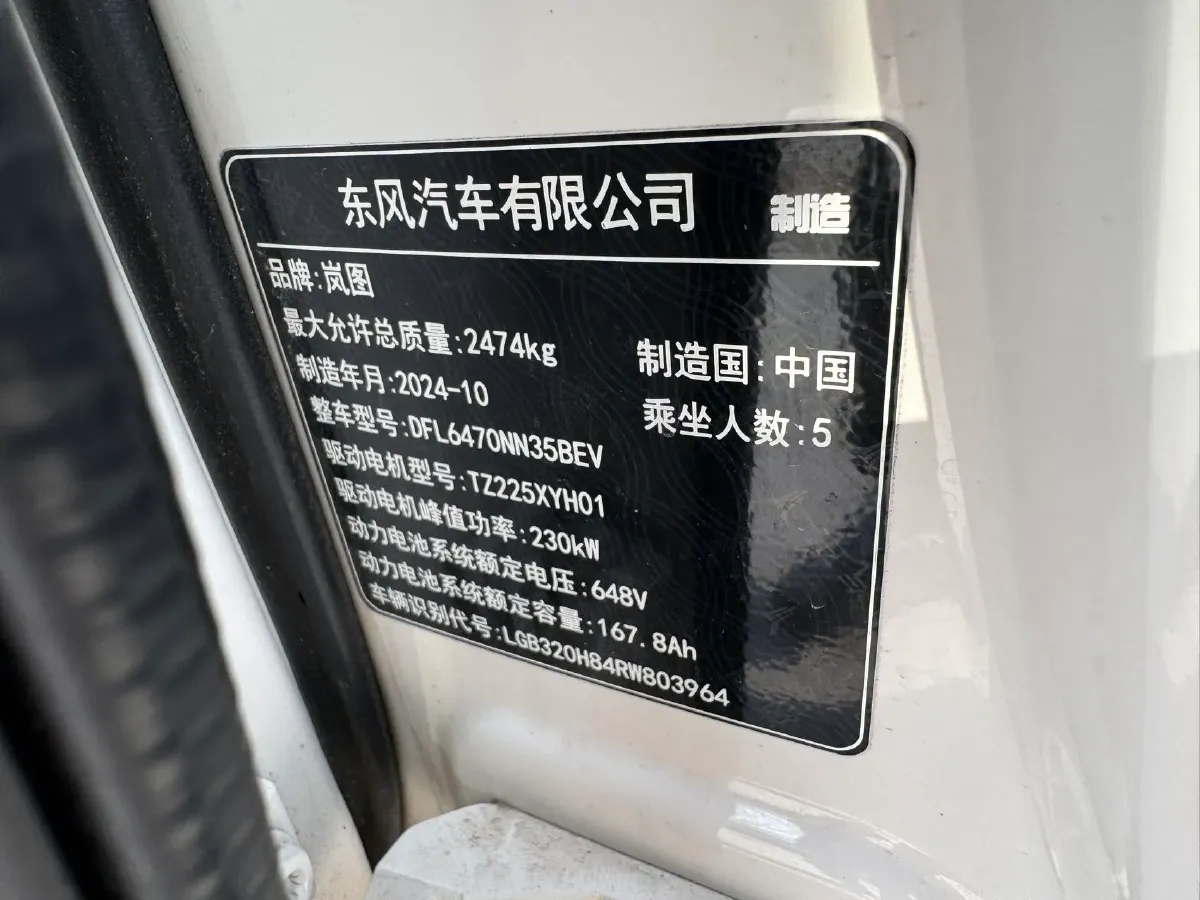 东风汽车有限公司 制造
品牌:岚图
最大允许总质量:2474kg
制造国:中国
制造年月:2024-10
乘坐人数:5
整车型号:DFL6470NN35BEV
驱动电机型号:TZ225XYH01
驱动电机峰值功率:230kW
动力电池系统额定电压:648V
动力电池系统额定容量:167.8Ah
车辆识别代号:LGB320H84RW803964